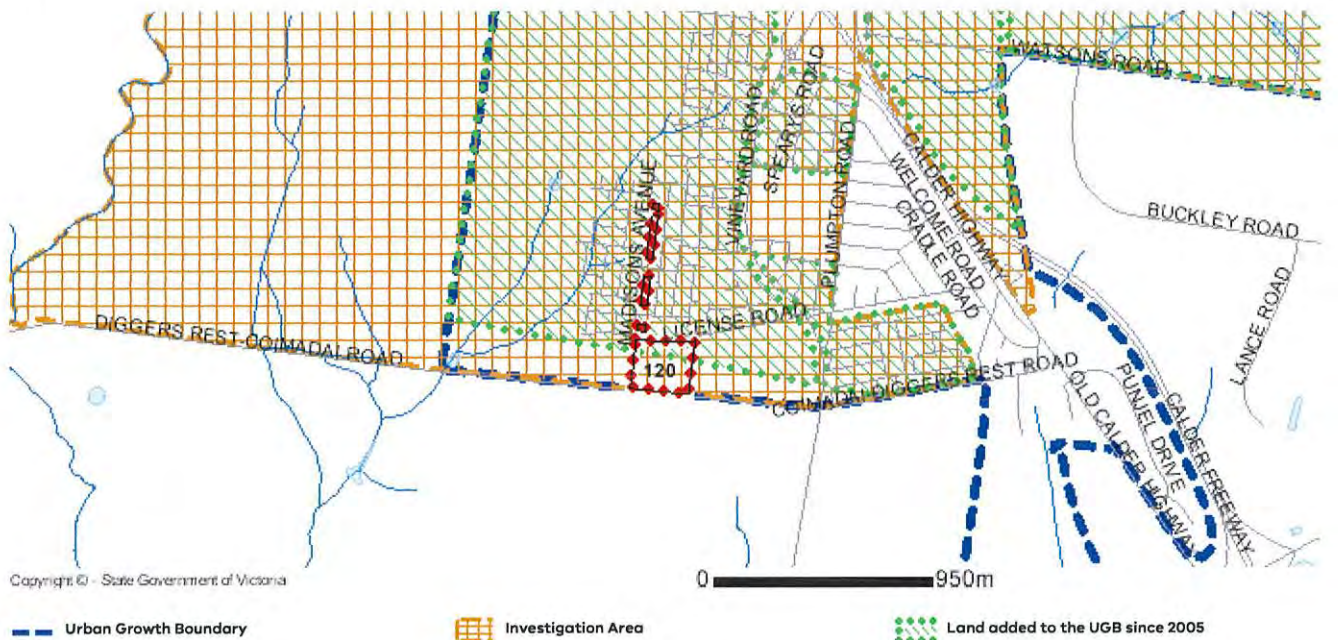 WATSONS ROAD
SPEARYS ROAD
VINEYARD ROAD
PLUMPTON ROAD
CALDER HIGHWAY
WELCOME ROAD
CRADLE ROAD
BUCKLEY ROAD
MADISONS AVENUE
LICENSE ROAD
LANCE ROAD
DIGGERS REST-COIMADAI ROAD
120
COIMADAI-DIGGERS REST ROAD
OLD CALDER HIGHWAY
PUNJEL DRIVE
CALDER FREEWAY
Copyright © - State Government of Victoria
0 950m
Urban Growth Boundary Investigation Area Land added to the UGB since 2005